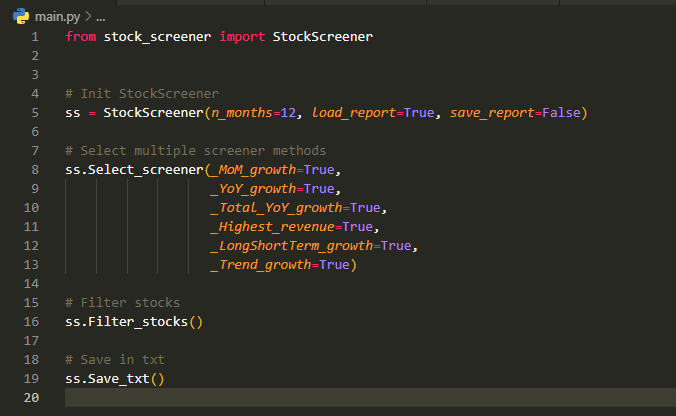 main.py > ...
1 from stock_screener import StockScreener
2
3
4 # Init StockScreener
5 ss = StockScreener(n_months=12, load_report=True, save_report=False)
6
7 # Select multiple screener methods
8 ss.Select_screener(_MoM_growth=True,
9 _YoY_growth=True,
10 _Total_YoY_growth=True,
11 _Highest_revenue=True,
12 _LongShortTerm_growth=True,
13 _Trend_growth=True)
14
15 # Filter stocks
16 ss.Filter_stocks()
17
18 # Save in txt
19 ss.Save_txt()
20